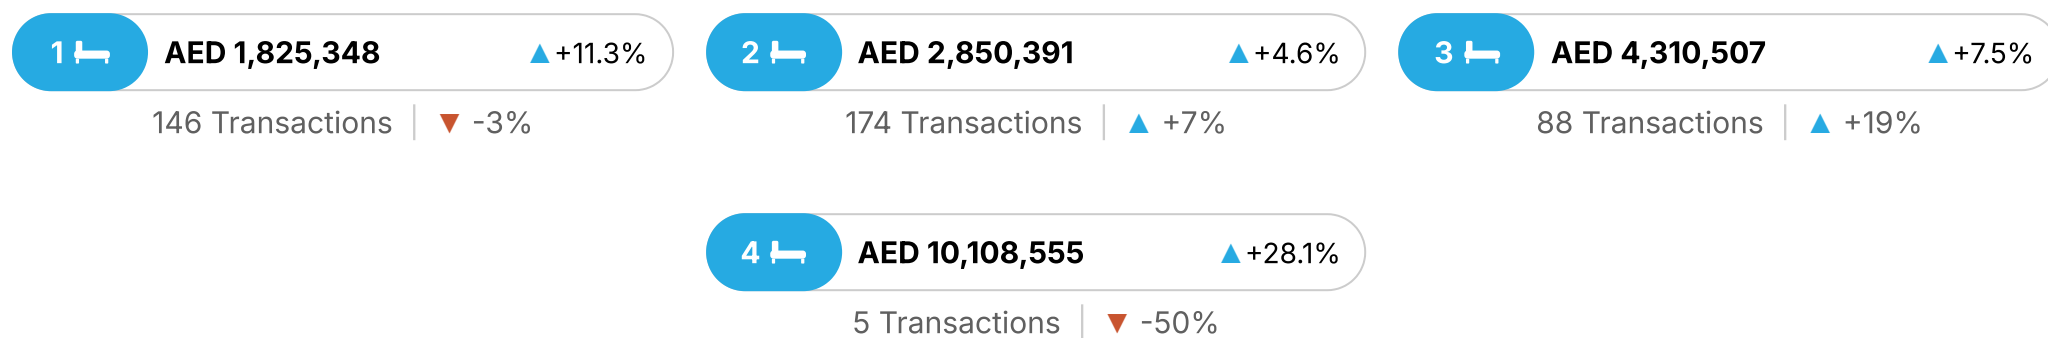 1 AED 1,825,348 ▲+11.3%
146 Transactions | ▼ -3%
2 AED 2,850,391 ▲+4.6%
174 Transactions | ▲ +7%
3 AED 4,310,507 ▲+7.5%
88 Transactions | ▲ +19%
4 AED 10,108,555 ▲+28.1%
5 Transactions | ▼ -50%